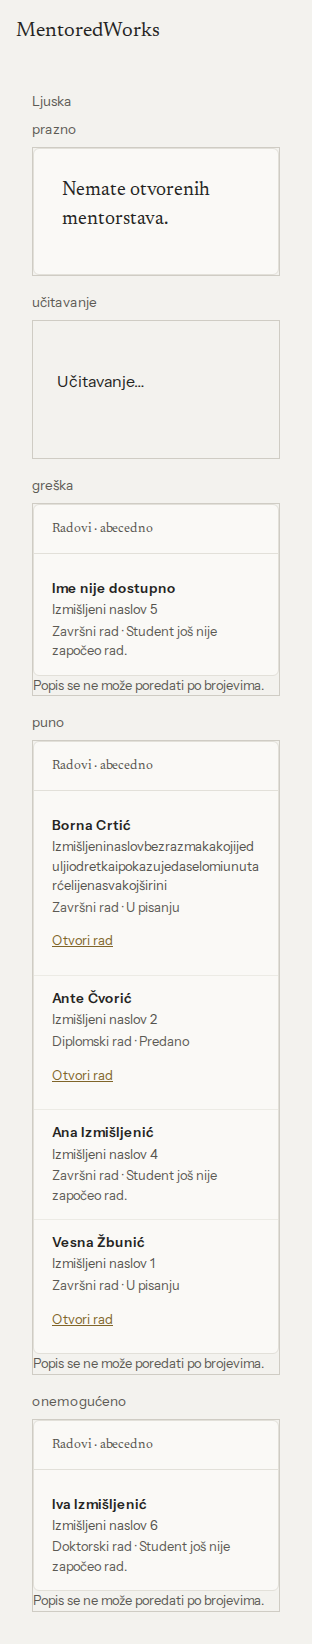 MentoredWorks
Ljuska
prazno
Nemate otvorenih
mentorstava.
učitavanje
Učitavanje…
greška
Radovi · abecedno
Ime nije dostupno
Izmišljeni naslov 5
Završni rad · Student još nije
započeo rad.
Popis se ne može poredati po brojevima.
puno
Radovi · abecedno
Borna Crtić
Izmišljeninaslovbezrazmakakojijed
uljiodretkaipokazujedaselomiunuta
rćelijenasvakojširini
Završni rad · U pisanju
Otvori rad
Ante Čvorić
Izmišljeni naslov 2
Diplomski rad · Predano
Otvori rad
Ana Izmišljenić
Izmišljeni naslov 4
Završni rad · Student još nije
započeo rad.
Vesna Žbunić
Izmišljeni naslov 1
Završni rad · U pisanju
Otvori rad
Popis se ne može poredati po brojevima.
onemogućeno
Radovi · abecedno
Iva Izmišljenić
Izmišljeni naslov 6
Doktorski rad · Student još nije
započeo rad.
Popis se ne može poredati po brojevima.